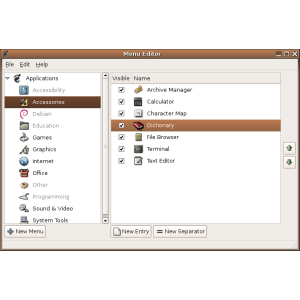 Menu Editor
File Edit Help
Applications
Accessibility
Accessories
Debian
Education
Games
Graphics
Internet
Office
Other
Programming
Sound & Video
System Tools
Visible Name
Archive Manager
Calculator
Character Map
Dictionary
File Browser
Terminal
Text Editor
New Menu
New Entry
New Separator